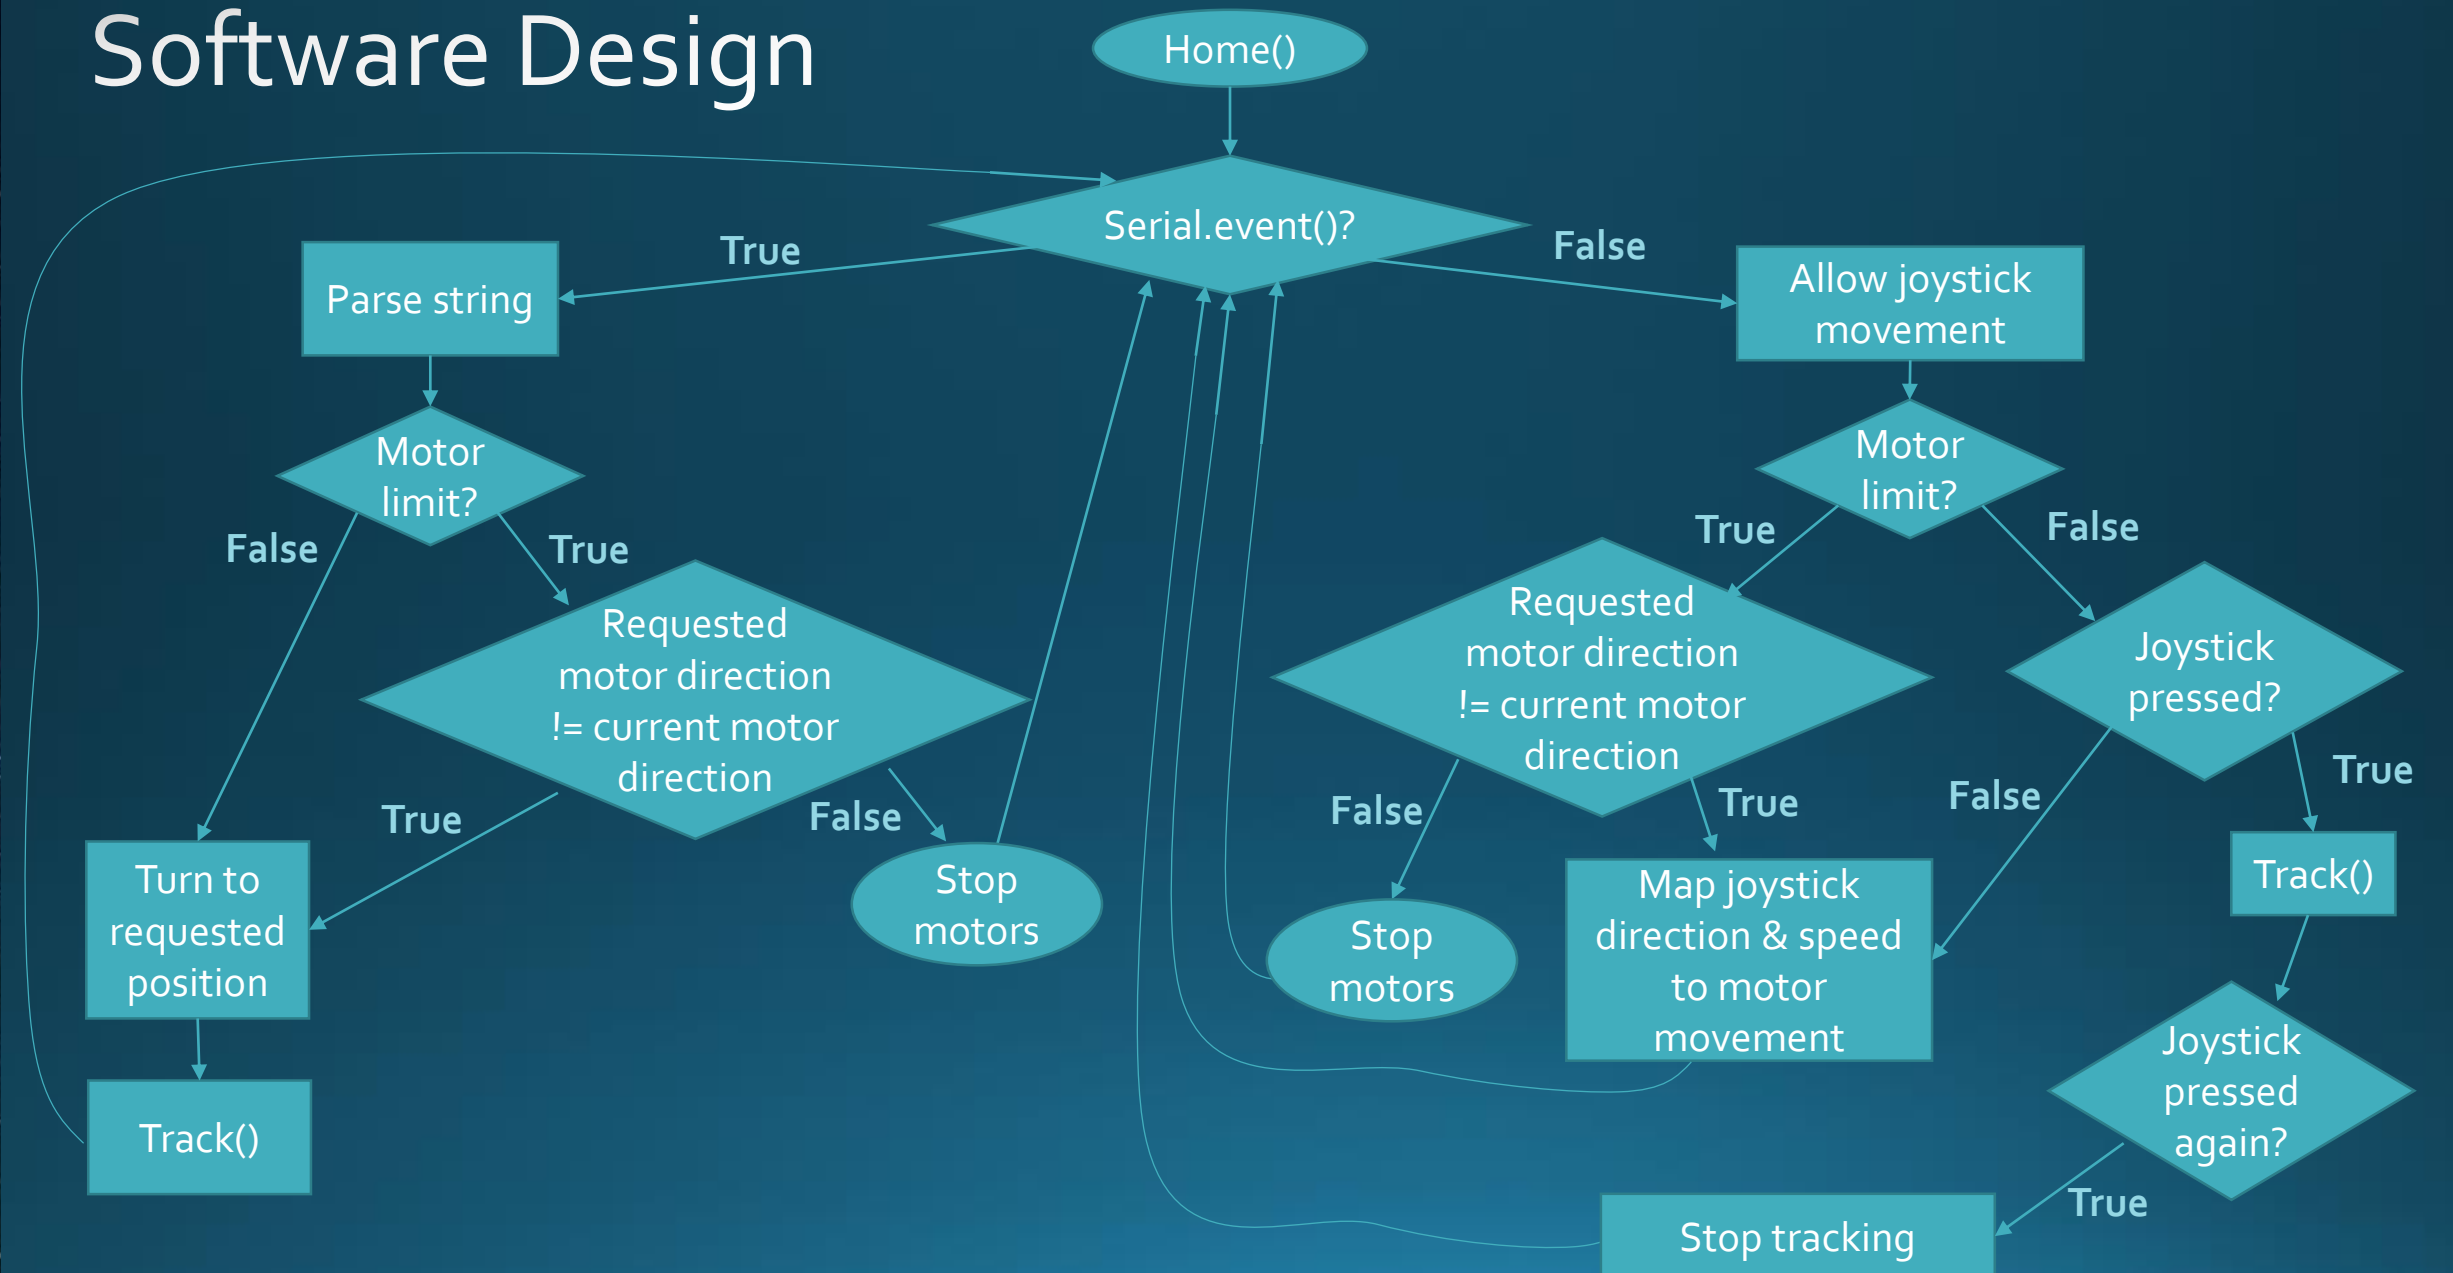 Software Design
Home()
Serial.event()?
True
False
Parse string
Allow joystick
movement
Motor
limit?
False
True
Requested
motor direction
!= current motor
direction
True
False
Turn to
requested
position
Stop
motors
Track()
Motor
limit?
True
False
Requested
motor direction
!= current motor
direction
Joystick
pressed?
False
True
False
True
Stop
motors
Map joystick
direction & speed
to motor
movement
Track()
Joystick
pressed
again?
True
Stop tracking